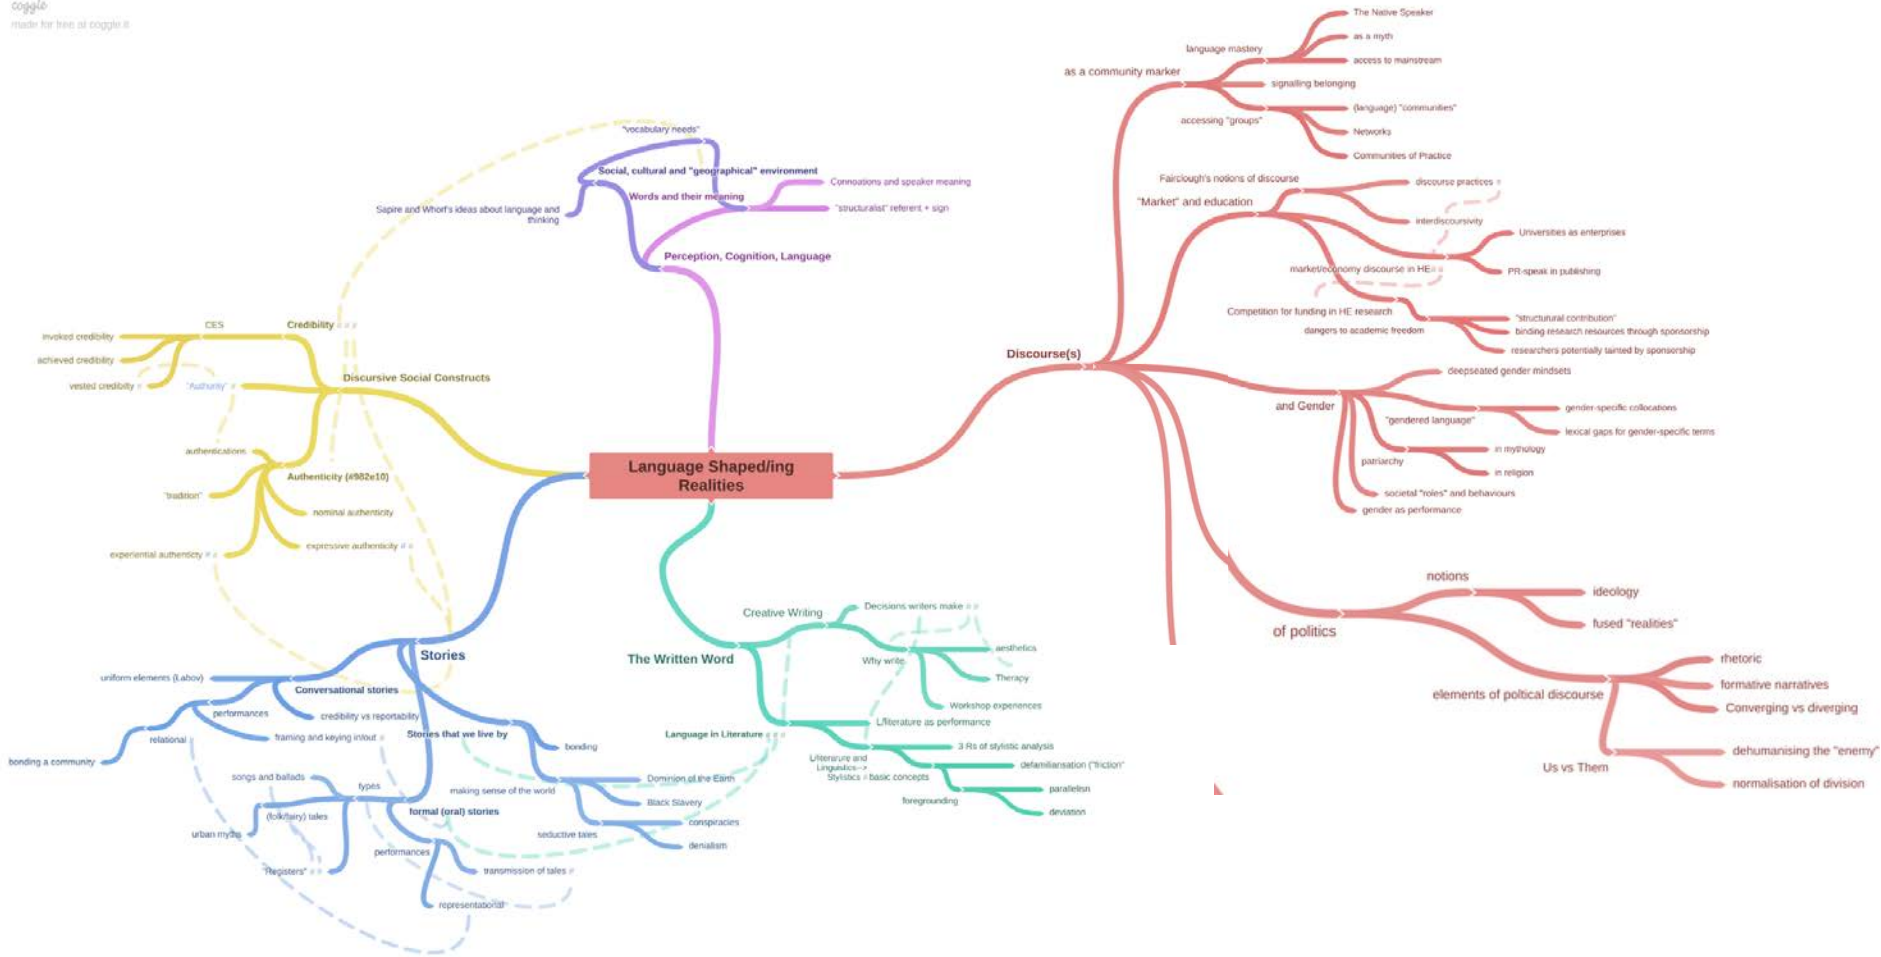 coggle
made for free at coggle.it
"vocabulary needs"
Social, cultural and "geographical" environment
Words and their meaning
Sapire and Whorf's ideas about language and
thinking
Connoations and speaker meaning
"structuralist" referent + sign
Perception, Cognition, Language
CES
Credibility
invoked credibility
achieved credibility
vested credibilty
"Authority"
Discursive Social Constructs
authentications
Authenticity (#982e10)
"tradition"
nominal authenticity
expressive authenticity
experiential authenticty
Language Shaped/ing
Realities
Stories
uniform elements (Labov)
Conversational stories
performances
credibility vs reportability
relational
framing and keying in/out
bonding a community
Stories that we live by
bonding
making sense of the world
Dominion of the Earth
Black Slavery
seductive tales
conspiracies
denialism
songs and ballads
types
(folk/fairy) tales
urban myths
"Registers"
formal (oral) stories
performances
transmission of tales
representational
The Written Word
Creative Writing
Decisions writers make
Why write
aesthetics
Therapy
Workshop experiences
Language in Literature
L/literature as performance
L/literature and
Linguistics-->
Stylistics
basic concepts
3 Rs of stylistic analysis
defamiliarisation ("friction"
foregrounding
parallelism
deviation
Discourse(s)
as a community marker
language mastery
The Native Speaker
as a myth
access to mainstream
signalling belonging
accessing "groups"
(language) "communities"
Networks
Communities of Practice
Fairclough's notions of discourse
"Market" and education
discourse practices
interdiscoursivity
market/economy discourse in HE
Universities as enterprises
PR-speak in publishing
Competition for funding in HE research
dangers to academic freedom
"structurural contribution"
binding research resources through sponsorship
researchers potentially tainted by sponsorship
and Gender
deepseated gender mindsets
"gendered language"
gender-specific collocations
lexical gaps for gender-specific terms
patriarchy
in mythology
in religion
societal "roles" and behaviours
gender as performance
of politics
notions
ideology
fused "realities"
elements of poltical discourse
rhetoric
formative narratives
Converging vs diverging
Us vs Them
dehumanising the "enemy"
normalisation of division